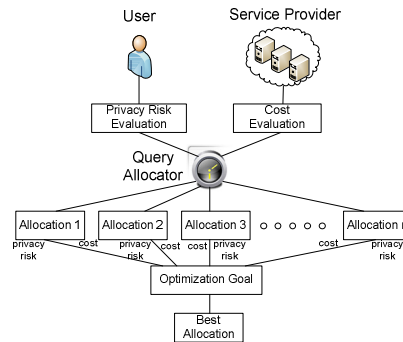 User
Service Provider
Privacy Risk
Evaluation
Cost
Evaluation
Query
Allocator
Allocation 1
Allocation 2
Allocation 3
Allocation
privacy
risk
cost
privacy
risk
cost
cost
privacy
risk
cost
privacy
risk
Optimization Goal
Best
Allocation